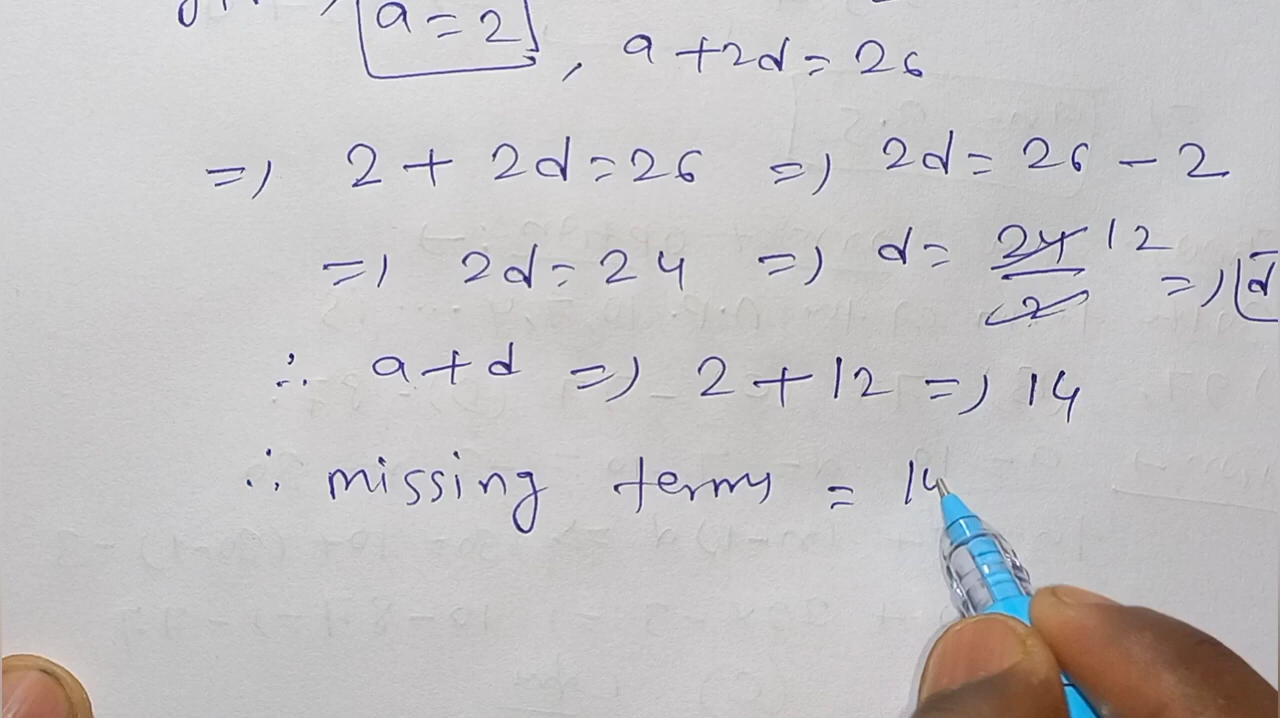 a = 2 , a + 2d = 26
=) 2 + 2d = 26 =) 2d = 26 - 2
=) 2d = 24 =) d = 24/2 12 =) d
∴ a + d =) 2 + 12 =) 14
∴ missing terms = 14